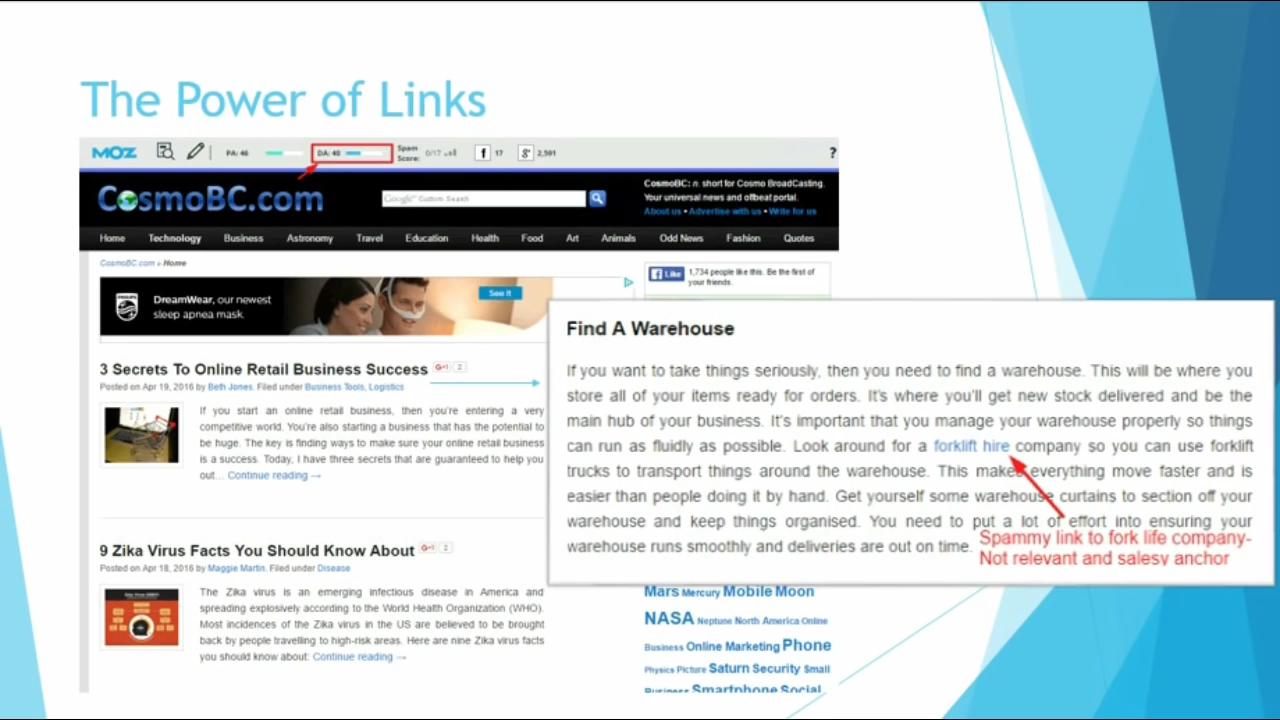 The Power of Links
MOZ PA: 46 DA: 40 Spam Score: 0/17 17 2,591 ?
CosmoBC.com
Google Custom Search
CosmoBC: n. short for Cosmo BroadCasting.
Your universal news and offbeat portal.
About us • Advertise with us • Write for us
Home Technology Business Astronomy Travel Education Health Food Art Animals Odd News Fashion Quotes
CosmoBC.com » Home
Like 1,734 people like this. Be the first of
your friends.
PHILIPS
DreamWear, our newest
sleep apnea mask.
See it
3 Secrets To Online Retail Business Success G+1 2
Posted on Apr 19, 2016 by Beth Jones. Filed under Business Tools, Logistics
If you start an online retail business, then you're entering a very
competitive world. You're also starting a business that has the potential to
be huge. The key is finding ways to make sure your online retail business
is a success. Today, I have three secrets that are guaranteed to help you
out… Continue reading →
9 Zika Virus Facts You Should Know About G+1 2
Posted on Apr 18, 2016 by Maggie Martin. Filed under Disease
The Zika virus is an emerging infectious disease in America and
spreading explosively according to the World Health Organization (WHO).
Most incidences of the Zika virus in the US are believed to be brought
back by people travelling to high-risk areas. Here are nine Zika virus facts
you should know about: Continue reading →
Find A Warehouse
If you want to take things seriously, then you need to find a warehouse. This will be where you
store all of your items ready for orders. It's where you'll get new stock delivered and be the
main hub of your business. It's important that you manage your warehouse properly so things
can run as fluidly as possible. Look around for a forklift hire company so you can use forklift
trucks to transport things around the warehouse. This makes everything move faster and is
easier than people doing it by hand. Get yourself some warehouse curtains to section off your
warehouse and keep things organised. You need to put a lot of effort into ensuring your
warehouse runs smoothly and deliveries are out on time.
Spammy link to fork life company-
Not relevant and salesy anchor
Mars Mercury Mobile Moon
NASA Neptune North America Online
Business Online Marketing Phone
Physics Picture Saturn Security Small
Business Smartphone Social